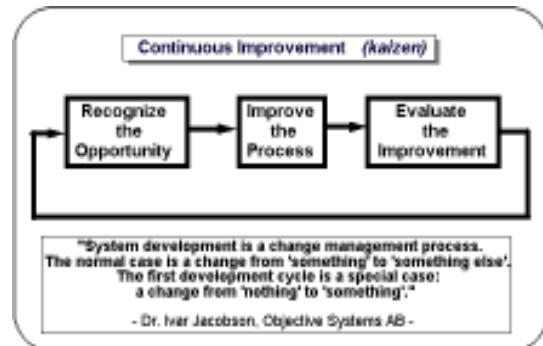 Continuous Improvement (kaizen)
Recognize
the
Opportunity
Improve
the
Process
Evaluate
the
Improvement
"System development is a change management process.
The normal case is a change from 'something' to 'something else'.
The first development cycle is a special case:
a change from 'nothing' to 'something'."
- Dr. Ivar Jacobson, Objective Systems AB -